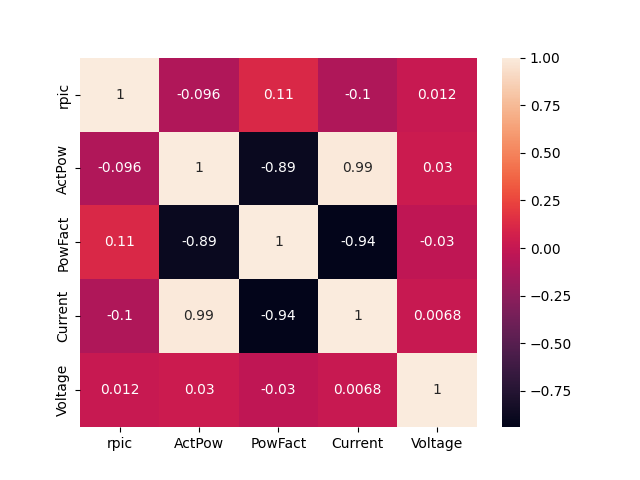 rpic 1 -0.096 0.11 -0.1 0.012
ActPow -0.096 1 -0.89 0.99 0.03
PowFact 0.11 -0.89 1 -0.94 -0.03
Current -0.1 0.99 -0.94 1 0.0068
Voltage 0.012 0.03 -0.03 0.0068 1
rpic ActPow PowFact Current Voltage
1.00
0.75
0.50
0.25
0.00
−0.25
−0.50
−0.75